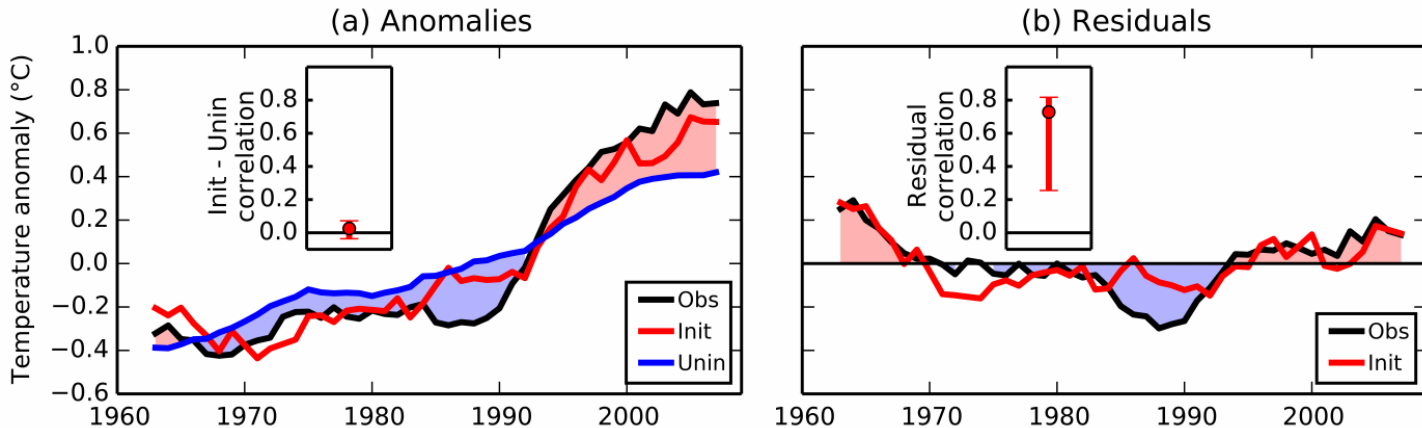 (a) Anomalies
Temperature anomaly (°C)
1.0
0.8
0.6
0.4
0.2
0.0
−0.2
−0.4
−0.6
1960
1970
1980
1990
2000
Init - Unin
correlation
0.8
0.6
0.4
0.2
0.0
Obs
Init
Unin
(b) Residuals
Residual
correlation
0.8
0.6
0.4
0.2
0.0
Obs
Init
1960
1970
1980
1990
2000